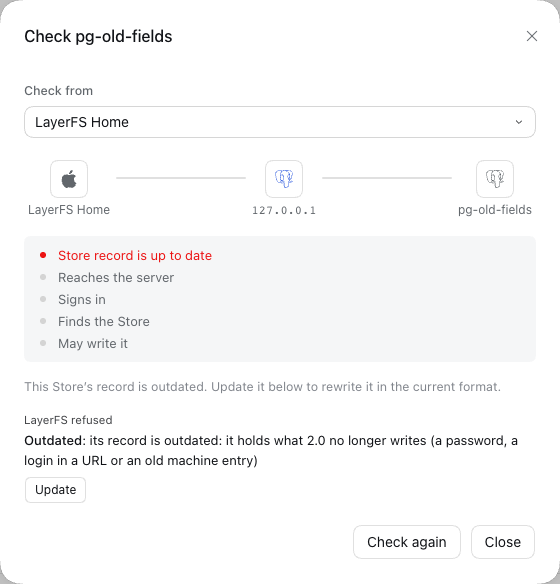 Check pg-old-fields
Check from
LayerFS Home
LayerFS Home
127.0.0.1
pg-old-fields
Store record is up to date
Reaches the server
Signs in
Finds the Store
May write it
This Store's record is outdated. Update it below to rewrite it in the current format.
LayerFS refused
Outdated: its record is outdated: it holds what 2.0 no longer writes (a password, a
login in a URL or an old machine entry)
Update
Check again
Close